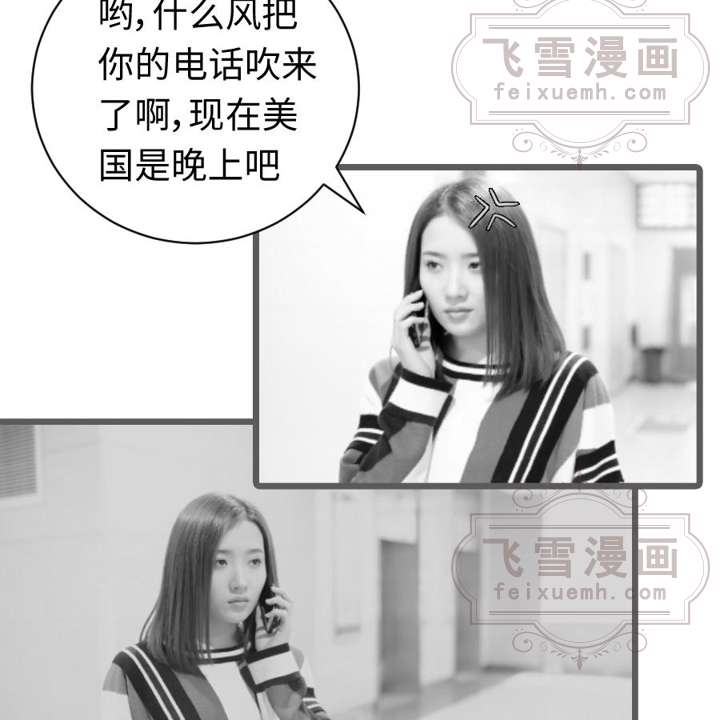 哟，什么风把
你的电话吹来
了啊，现在美
国是晚上吧
飞雪漫画
feixuemh.com
飞雪漫画
feixuemh.com